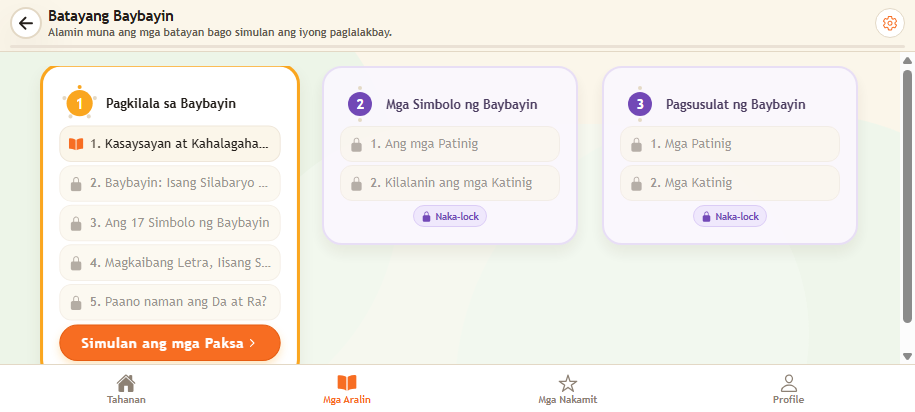 Batayang Baybayin
Alamin muna ang mga batayan bago simulan ang iyong paglalakbay.
1 Pagkilala sa Baybayin
1. Kasaysayan at Kahalagaha...
2. Baybayin: Isang Silabaryo ...
3. Ang 17 Simbolo ng Baybayin
4. Magkaibang Letra, Iisang S...
5. Paano naman ang Da at Ra?
Simulan ang mga Paksa
2 Mga Simbolo ng Baybayin
1. Ang mga Patinig
2. Kilalanin ang mga Katinig
Naka-lock
3 Pagsusulat ng Baybayin
1. Mga Patinig
2. Mga Katinig
Naka-lock
Tahanan
Mga Aralin
Mga Nakamit
Profile